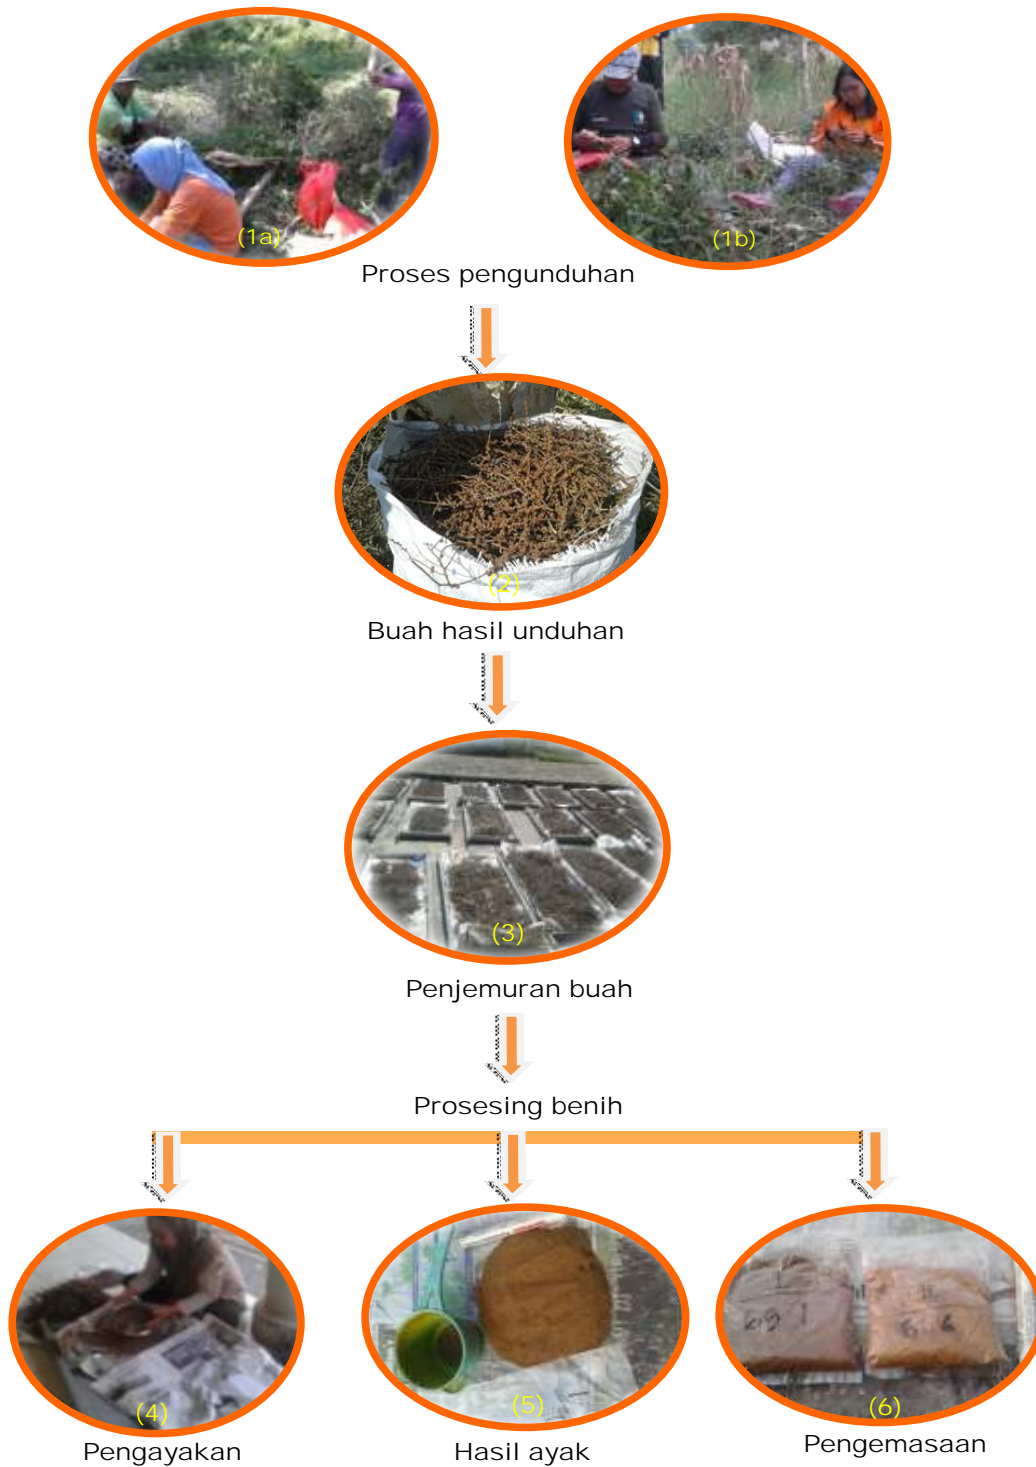 (1a)
(1b)
Proses pengunduhan
(2)
Buah hasil unduhan
(3)
Penjemuran buah
Prosesing benih
(4)
(5)
(6)
Pengayakan
Hasil ayak
Pengemasaan